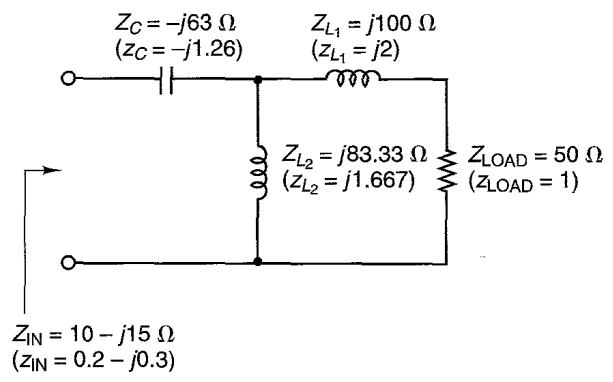 Z_C = –j63 Ω
(z_C = –j1.26)
Z_L₁ = j100 Ω
(z_L₁ = j2)
Z_L₂ = j83.33 Ω
(z_L₂ = j1.667)
Z_LOAD = 50 Ω
(z_LOAD = 1)
Z_IN = 10 – j15 Ω
(z_IN = 0.2 – j0.3)